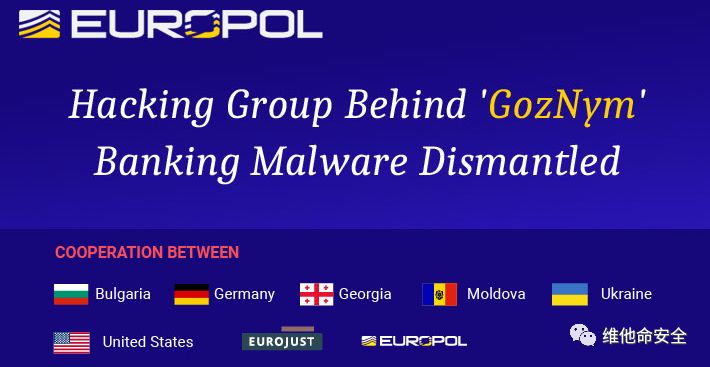 EUROPOL
Hacking Group Behind 'GozNym'
Banking Malware Dismantled
COOPERATION BETWEEN
Bulgaria Germany Georgia Moldova Ukraine
United States EUROJUST EUROPOL 维他命安全